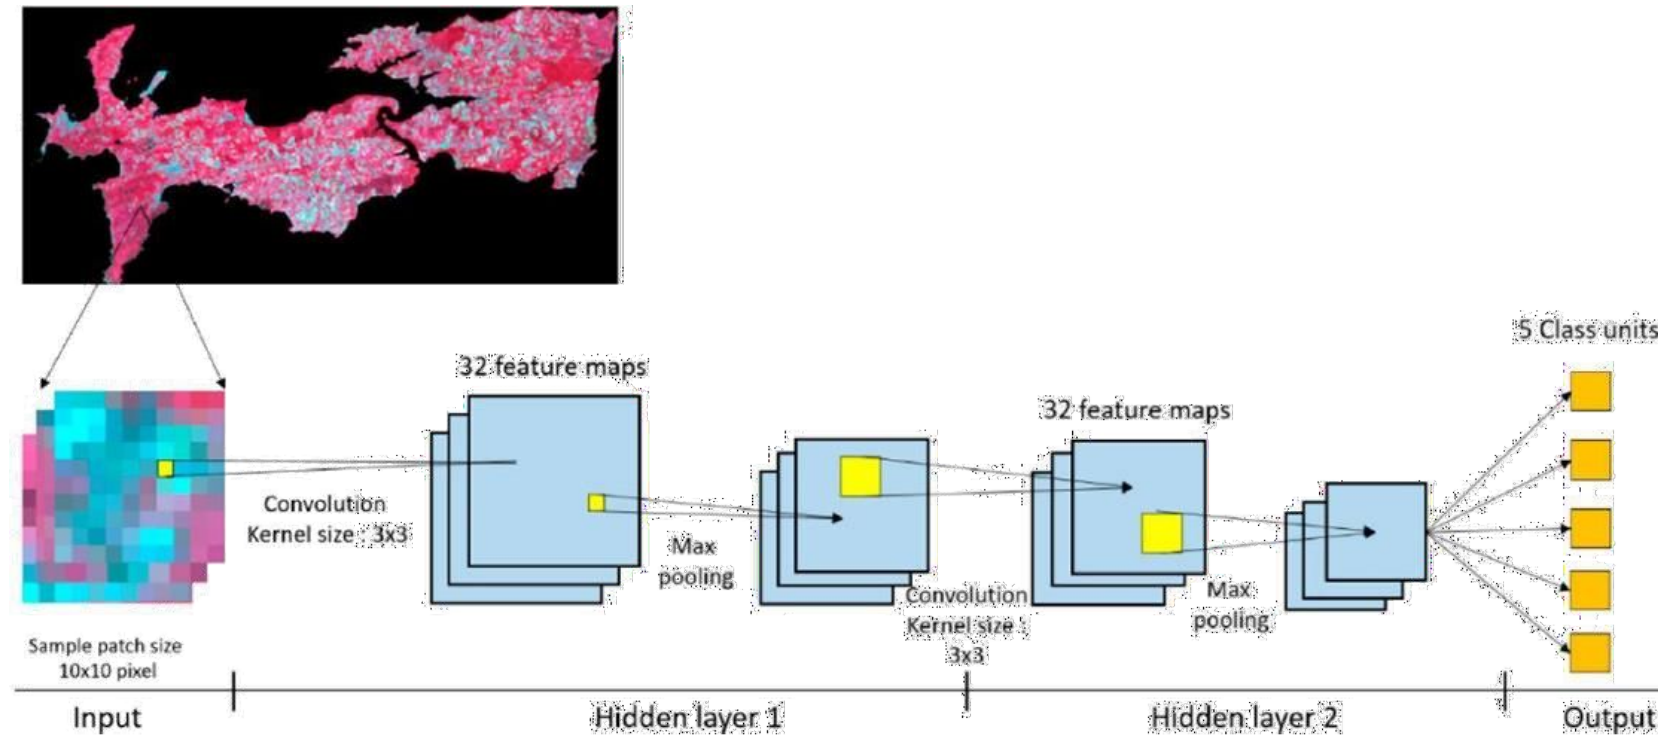 5 Class units
32 feature maps
32 feature maps
Convolution
Kernel size : 3x3
Max
pooling
Convolution
Kernel size :
3x3
Max
pooling
Sample patch size
10x10 pixel
Input
Hidden layer 1
Hidden layer 2
Output